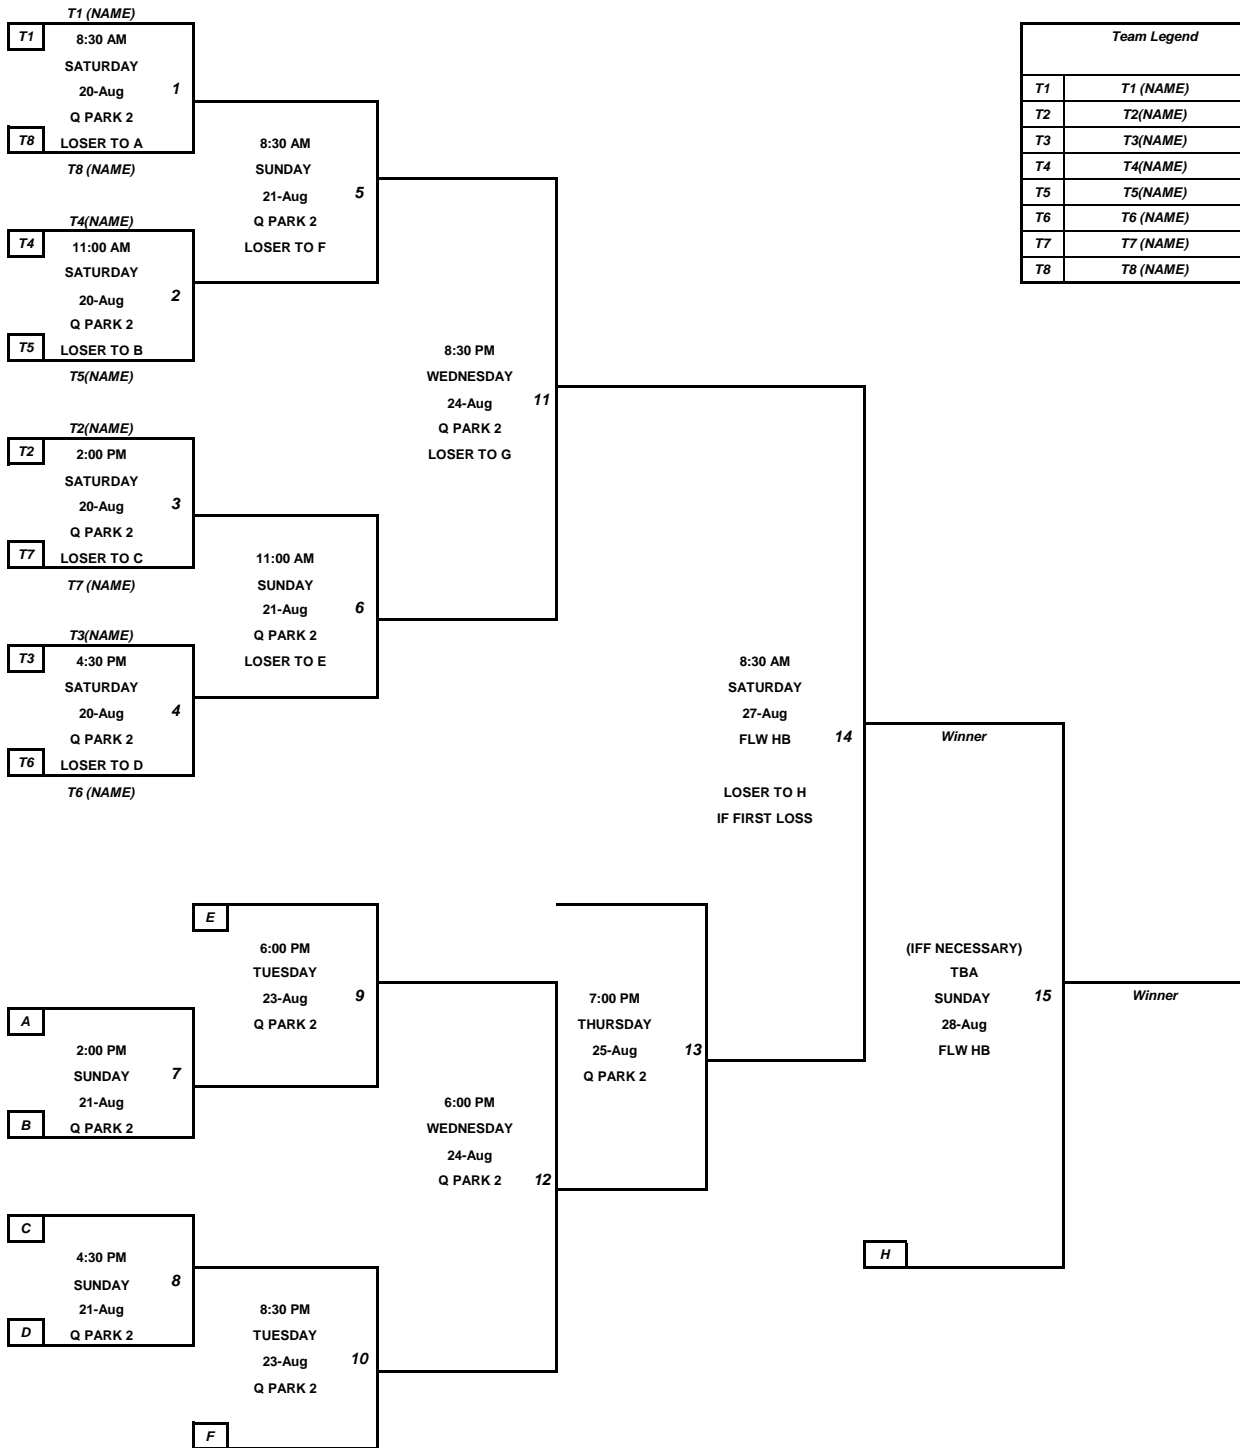 T1 (NAME)
T1
8:30 AM
SATURDAY
20-Aug
1
Q PARK 2
T8
LOSER TO A
T8 (NAME)
8:30 AM
SUNDAY
21-Aug
5
Q PARK 2
LOSER TO F
T4(NAME)
T4
11:00 AM
SATURDAY
20-Aug
2
Q PARK 2
T5
LOSER TO B
T5(NAME)
8:30 PM
WEDNESDAY
24-Aug
11
Q PARK 2
LOSER TO G
T2(NAME)
T2
2:00 PM
SATURDAY
20-Aug
3
Q PARK 2
T7
LOSER TO C
T7 (NAME)
11:00 AM
SUNDAY
21-Aug
6
Q PARK 2
LOSER TO E
T3(NAME)
T3
4:30 PM
SATURDAY
20-Aug
4
Q PARK 2
T6
LOSER TO D
T6 (NAME)
8:30 AM
SATURDAY
27-Aug
FLW HB
14
LOSER TO H
IF FIRST LOSS
Winner
Team Legend
T1 T1 (NAME)
T2 T2(NAME)
T3 T3(NAME)
T4 T4(NAME)
T5 T5(NAME)
T6 T6 (NAME)
T7 T7 (NAME)
T8 T8 (NAME)
E
6:00 PM
TUESDAY
23-Aug
9
Q PARK 2
A
2:00 PM
SUNDAY
7
21-Aug
B
Q PARK 2
7:00 PM
THURSDAY
25-Aug
13
Q PARK 2
(IFF NECESSARY)
TBA
SUNDAY
15
28-Aug
FLW HB
Winner
6:00 PM
WEDNESDAY
24-Aug
Q PARK 2
12
C
4:30 PM
SUNDAY
8
21-Aug
D
Q PARK 2
H
8:30 PM
TUESDAY
23-Aug
10
Q PARK 2
F